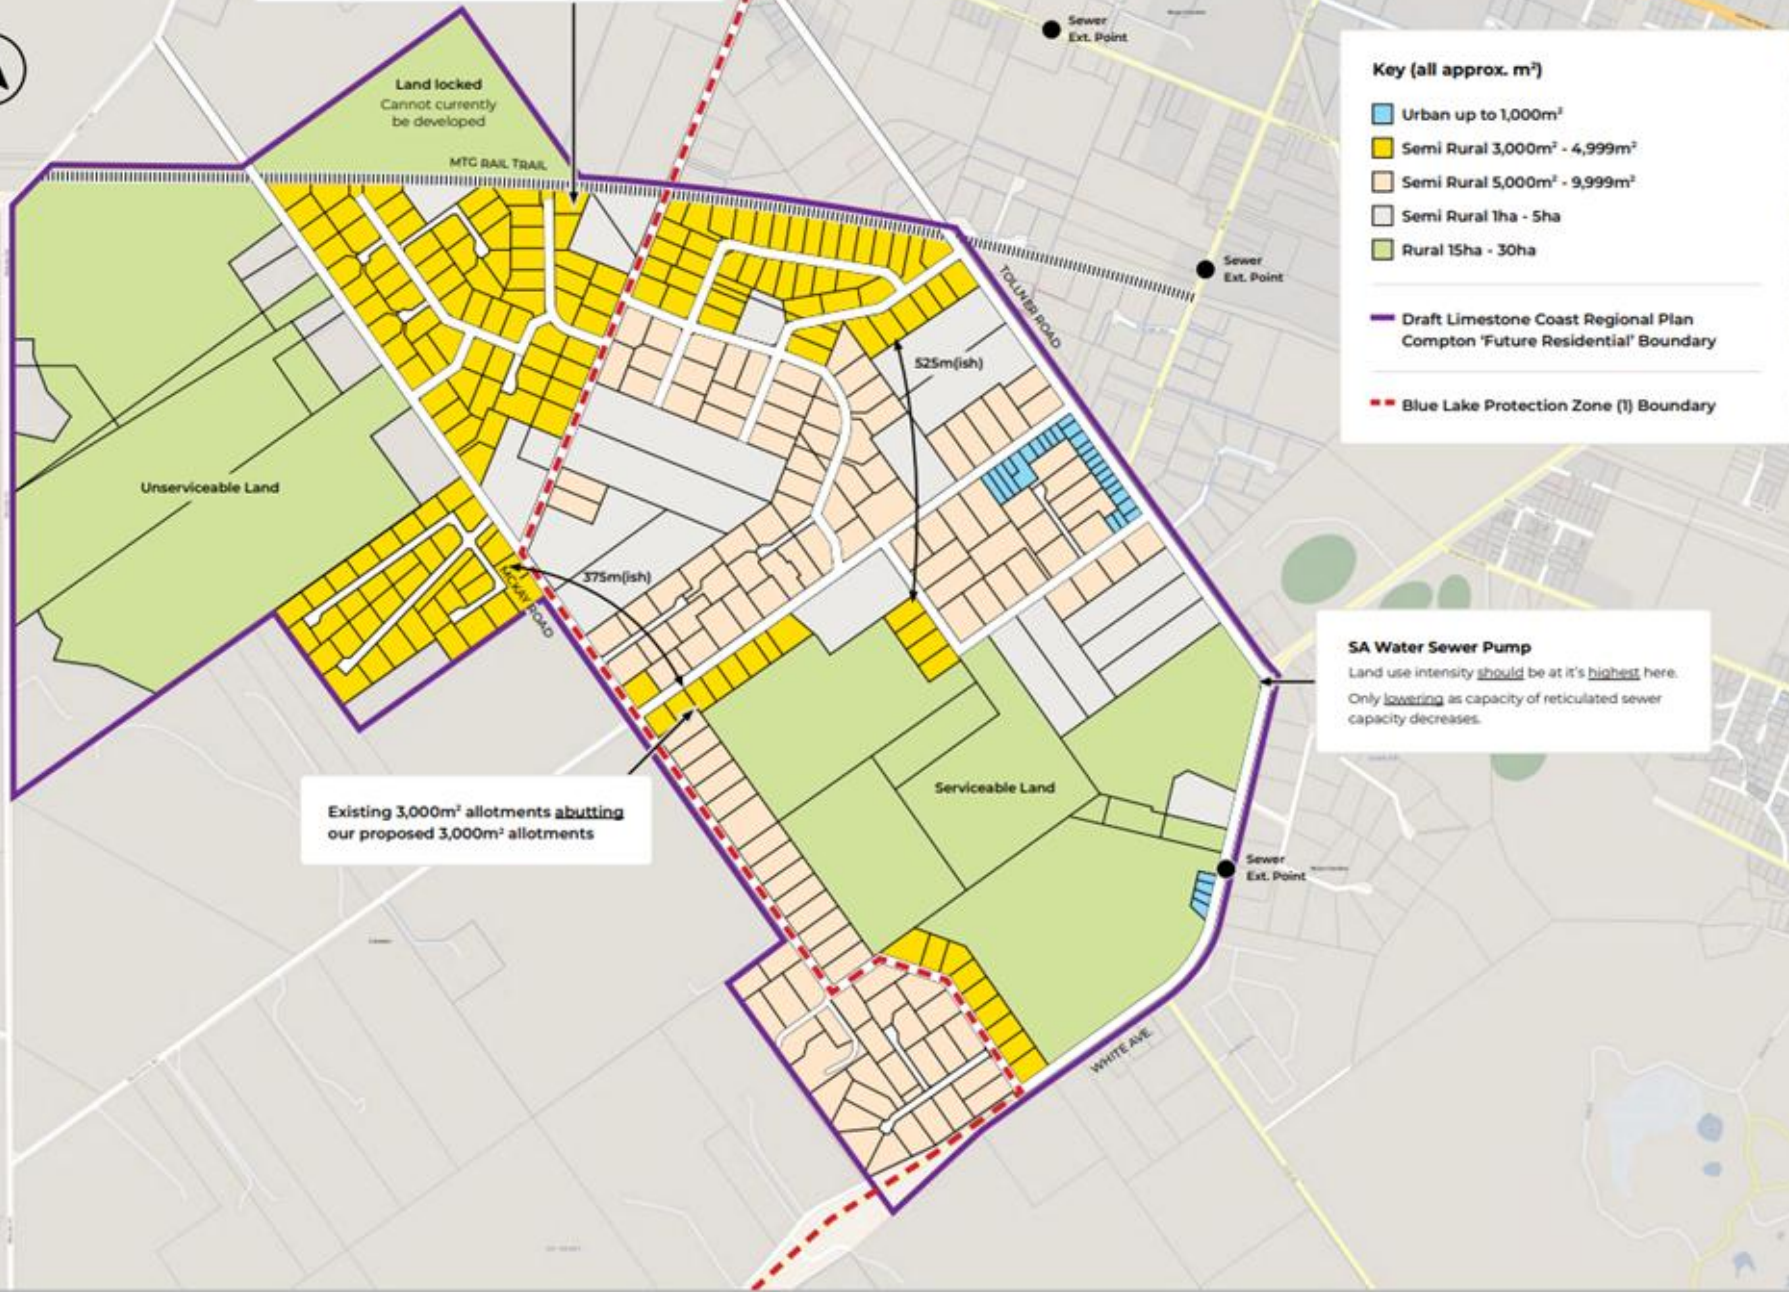 Sewer
Ext. Point
Land locked
Cannot currently
be developed
MTG RAIL TRAIL
Key (all approx. m²)
Urban up to 1,000m²
Semi Rural 3,000m² - 4,999m²
Semi Rural 5,000m² - 9,999m²
Semi Rural 1ha - 5ha
Rural 15ha - 30ha
Draft Limestone Coast Regional Plan
Compton ‘Future Residential’ Boundary
Blue Lake Protection Zone (1) Boundary
Sewer
Ext. Point
TOLLNER ROAD
525m(ish)
Unserviceable Land
375m(ish)
MCKAY ROAD
SA Water Sewer Pump
Land use intensity should be at it's highest here.
Only lowering as capacity of reticulated sewer
capacity decreases.
Serviceable Land
Existing 3,000m² allotments abutting
our proposed 3,000m² allotments
Sewer
Ext. Point
WHITE AVE.